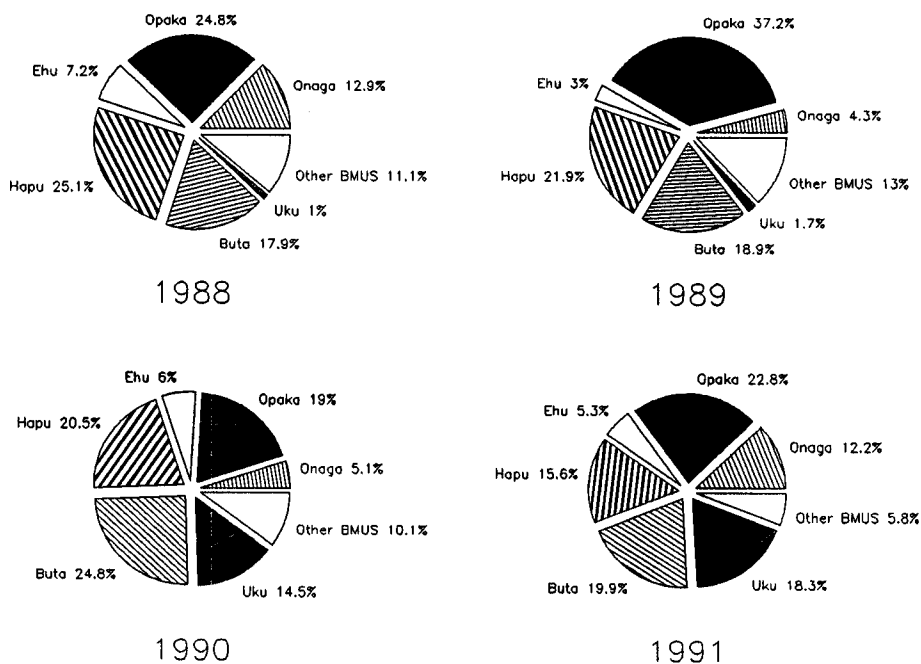 Opaka 24.8%
Ehu 7.2%
Onaga 12.9%
Hapu 25.1%
Other BMUS 11.1%
Uku 1%
Buta 17.9%
1988
Opaka 37.2%
Ehu 3%
Onaga 4.3%
Hapu 21.9%
Other BMUS 13%
Uku 1.7%
Buta 18.9%
1989
Ehu 6%
Opaka 19%
Hapu 20.5%
Onaga 5.1%
Other BMUS 10.1%
Buta 24.8%
Uku 14.5%
1990
Opaka 22.8%
Ehu 5.3%
Onaga 12.2%
Hapu 15.6%
Other BMUS 5.8%
Buta 19.9%
Uku 18.3%
1991